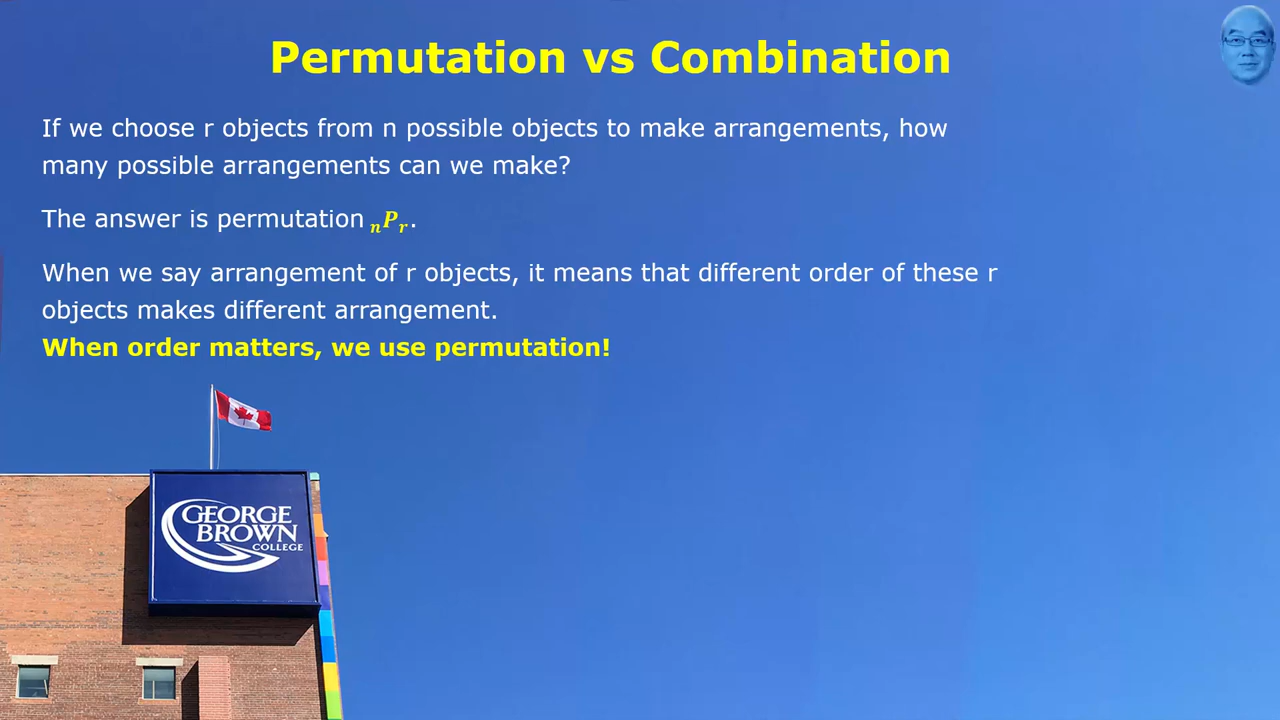 Permutation vs Combination
If we choose r objects from n possible objects to make arrangements, how
many possible arrangements can we make?
The answer is permutation ₙPᵣ.
When we say arrangement of r objects, it means that different order of these r
objects makes different arrangement.
When order matters, we use permutation!
GEORGE
BROWN
COLLEGE